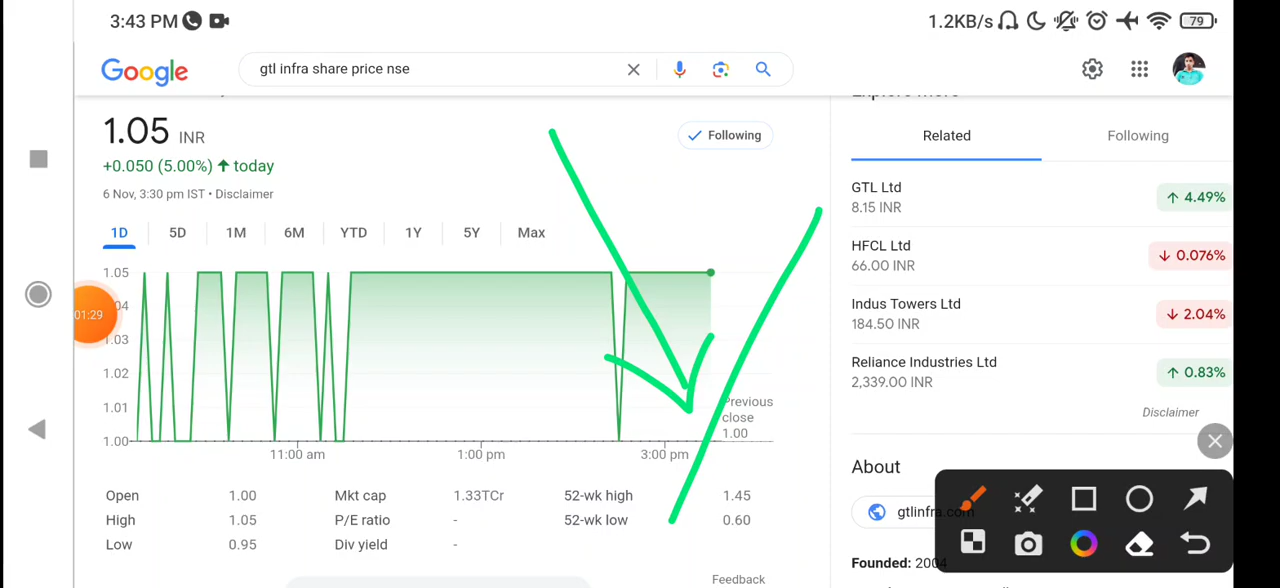 3:43 PM
1.2KB/s
79
Google
gtl infra share price nse
1.05 INR
Following
+0.050 (5.00%) today
6 Nov, 3:30 pm IST • Disclaimer
1D 5D 1M 6M YTD 1Y 5Y Max
1.05
04
1.03
1.02
1.01
1.00
01:29
11:00 am 1:00 pm 3:00 pm
Previous
close
1.00
Open 1.00 Mkt cap 1.33TCr 52-wk high 1.45
High 1.05 P/E ratio - 52-wk low 0.60
Low 0.95 Div yield -
Feedback
Related Following
GTL Ltd
8.15 INR
4.49%
HFCL Ltd
66.00 INR
0.076%
Indus Towers Ltd
184.50 INR
2.04%
Reliance Industries Ltd
2,339.00 INR
0.83%
Disclaimer
About
gtlinfra.com
Founded: 2004